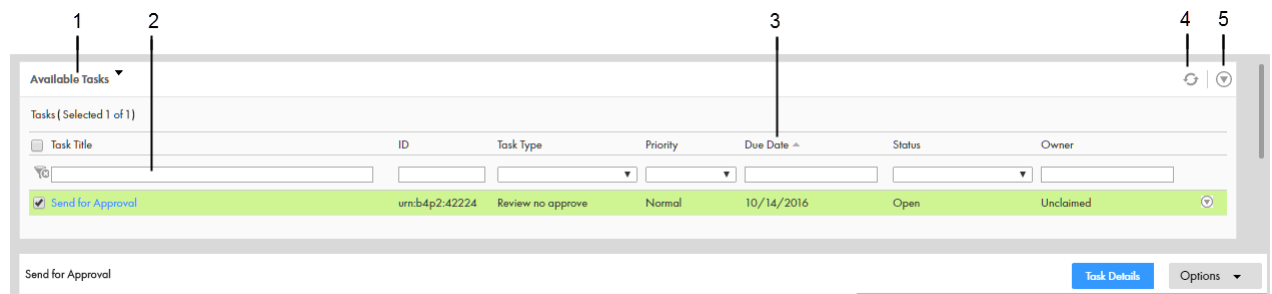 1 2 3 4 5
Available Tasks
Tasks ( Selected 1 of 1)
Task Title ID Task Type Priority Due Date Status Owner
Send for Approval urn:b4p2:42224 Review no approve Normal 10/14/2016 Open Unclaimed
Send for Approval Task Details Options